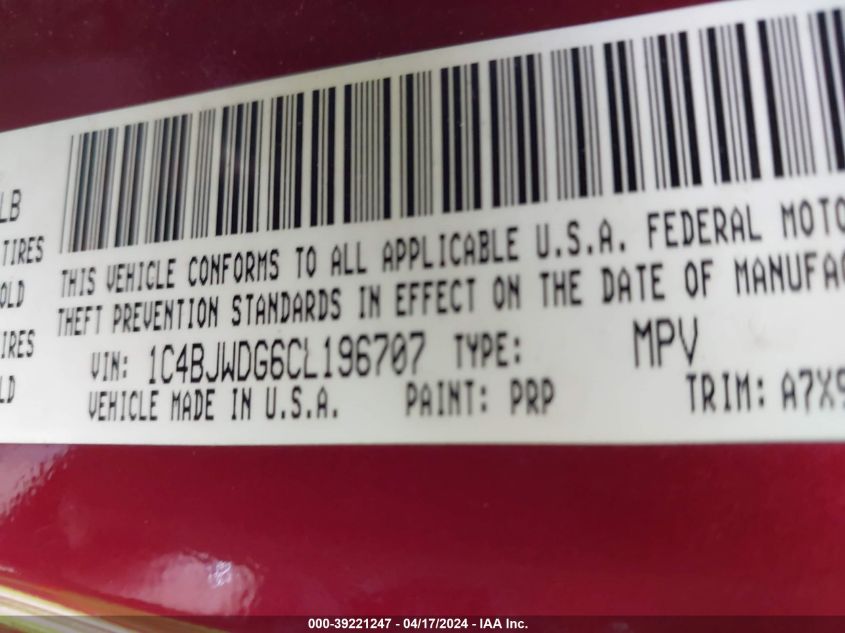 LB
TIRES
OLD
IRES
LD
THIS VEHICLE CONFORMS TO ALL APPLICABLE U.S.A. FEDERAL MOTO
THEFT PREVENTION STANDARDS IN EFFECT ON THE DATE OF MANUFAC
VIN: 1C4BJWDG6CL196707 TYPE: MPV
VEHICLE MADE IN U.S.A. PAINT: PRP TRIM: A7X9
000-39221247 - 04/17/2024 - IAA Inc.